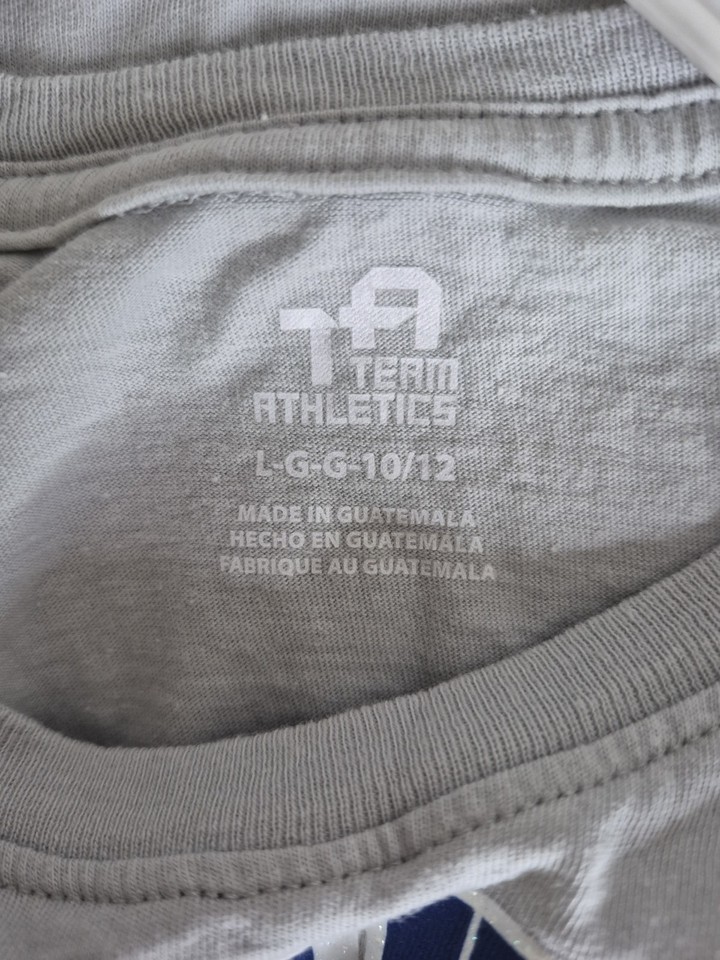 TA
TEAM
ATHLETICS
L-G-G-10/12
MADE IN GUATEMALA
HECHO EN GUATEMALA
FABRIQUE AU GUATEMALA